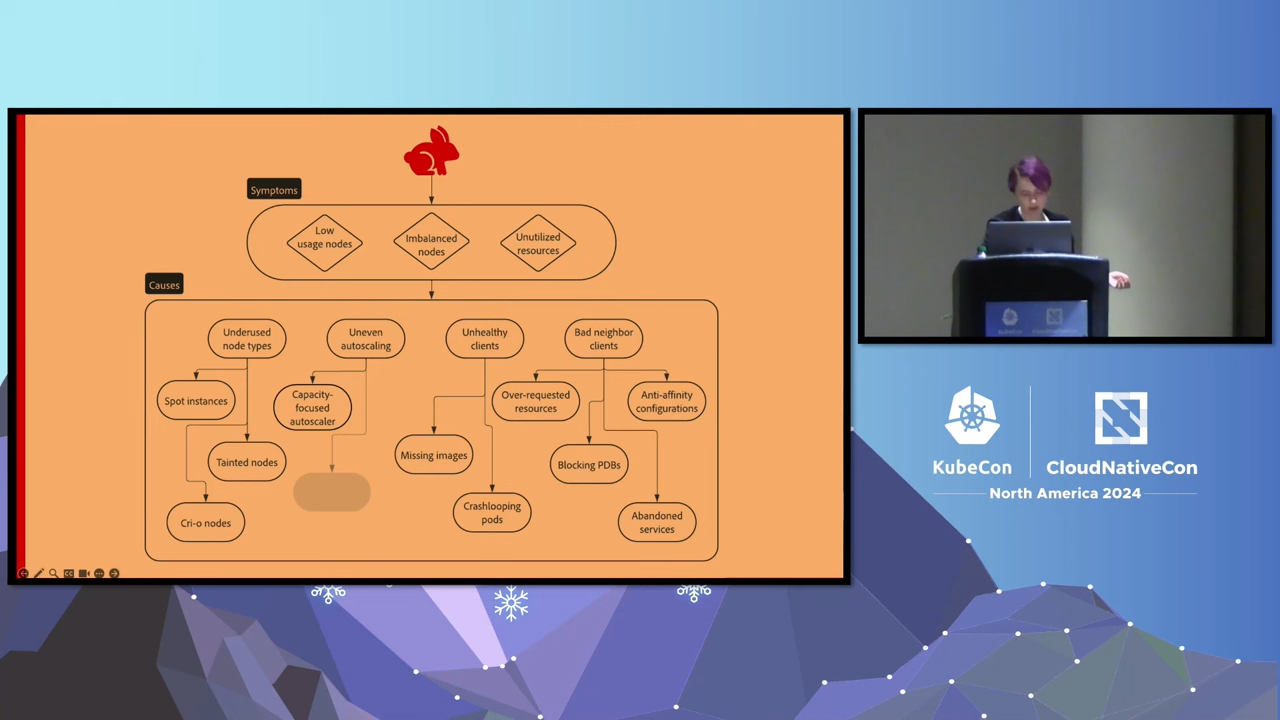 Symptoms
Low
usage nodes
Imbalanced
nodes
Unutilized
resources
Causes
Underused
node types
Uneven
autoscaling
Unhealthy
clients
Bad neighbor
clients
Spot instances
Capacity-
focused
autoscaler
Over-requested
resources
Anti-affinity
configurations
Tainted nodes
Missing images
Blocking PDBs
Cri-o nodes
Crashlooping
pods
Abandoned
services
KubeCon
CloudNativeCon
North America 2024